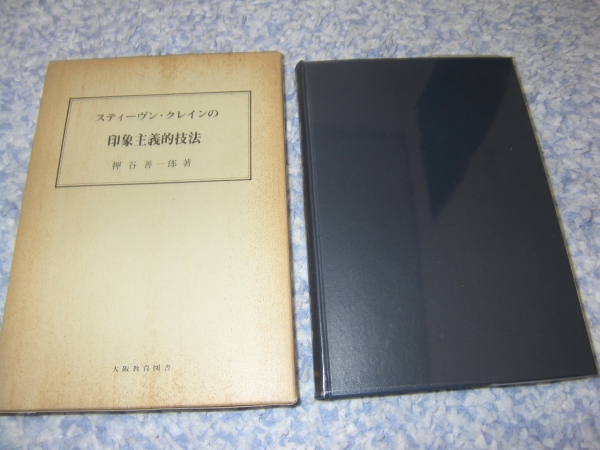 スティーヴン・クレインの
印象主義的技法
押谷善一郎著
大阪教育図書